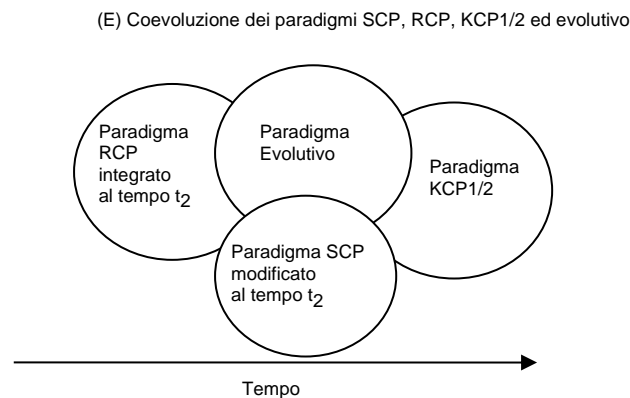 (E) Coevoluzione dei paradigmi SCP, RCP, KCP1/2 ed evolutivo
Paradigma
RCP
integrato
al tempo t2
Paradigma
Evolutivo
Paradigma
KCP1/2
Paradigma SCP
modificato
al tempo t2
Tempo